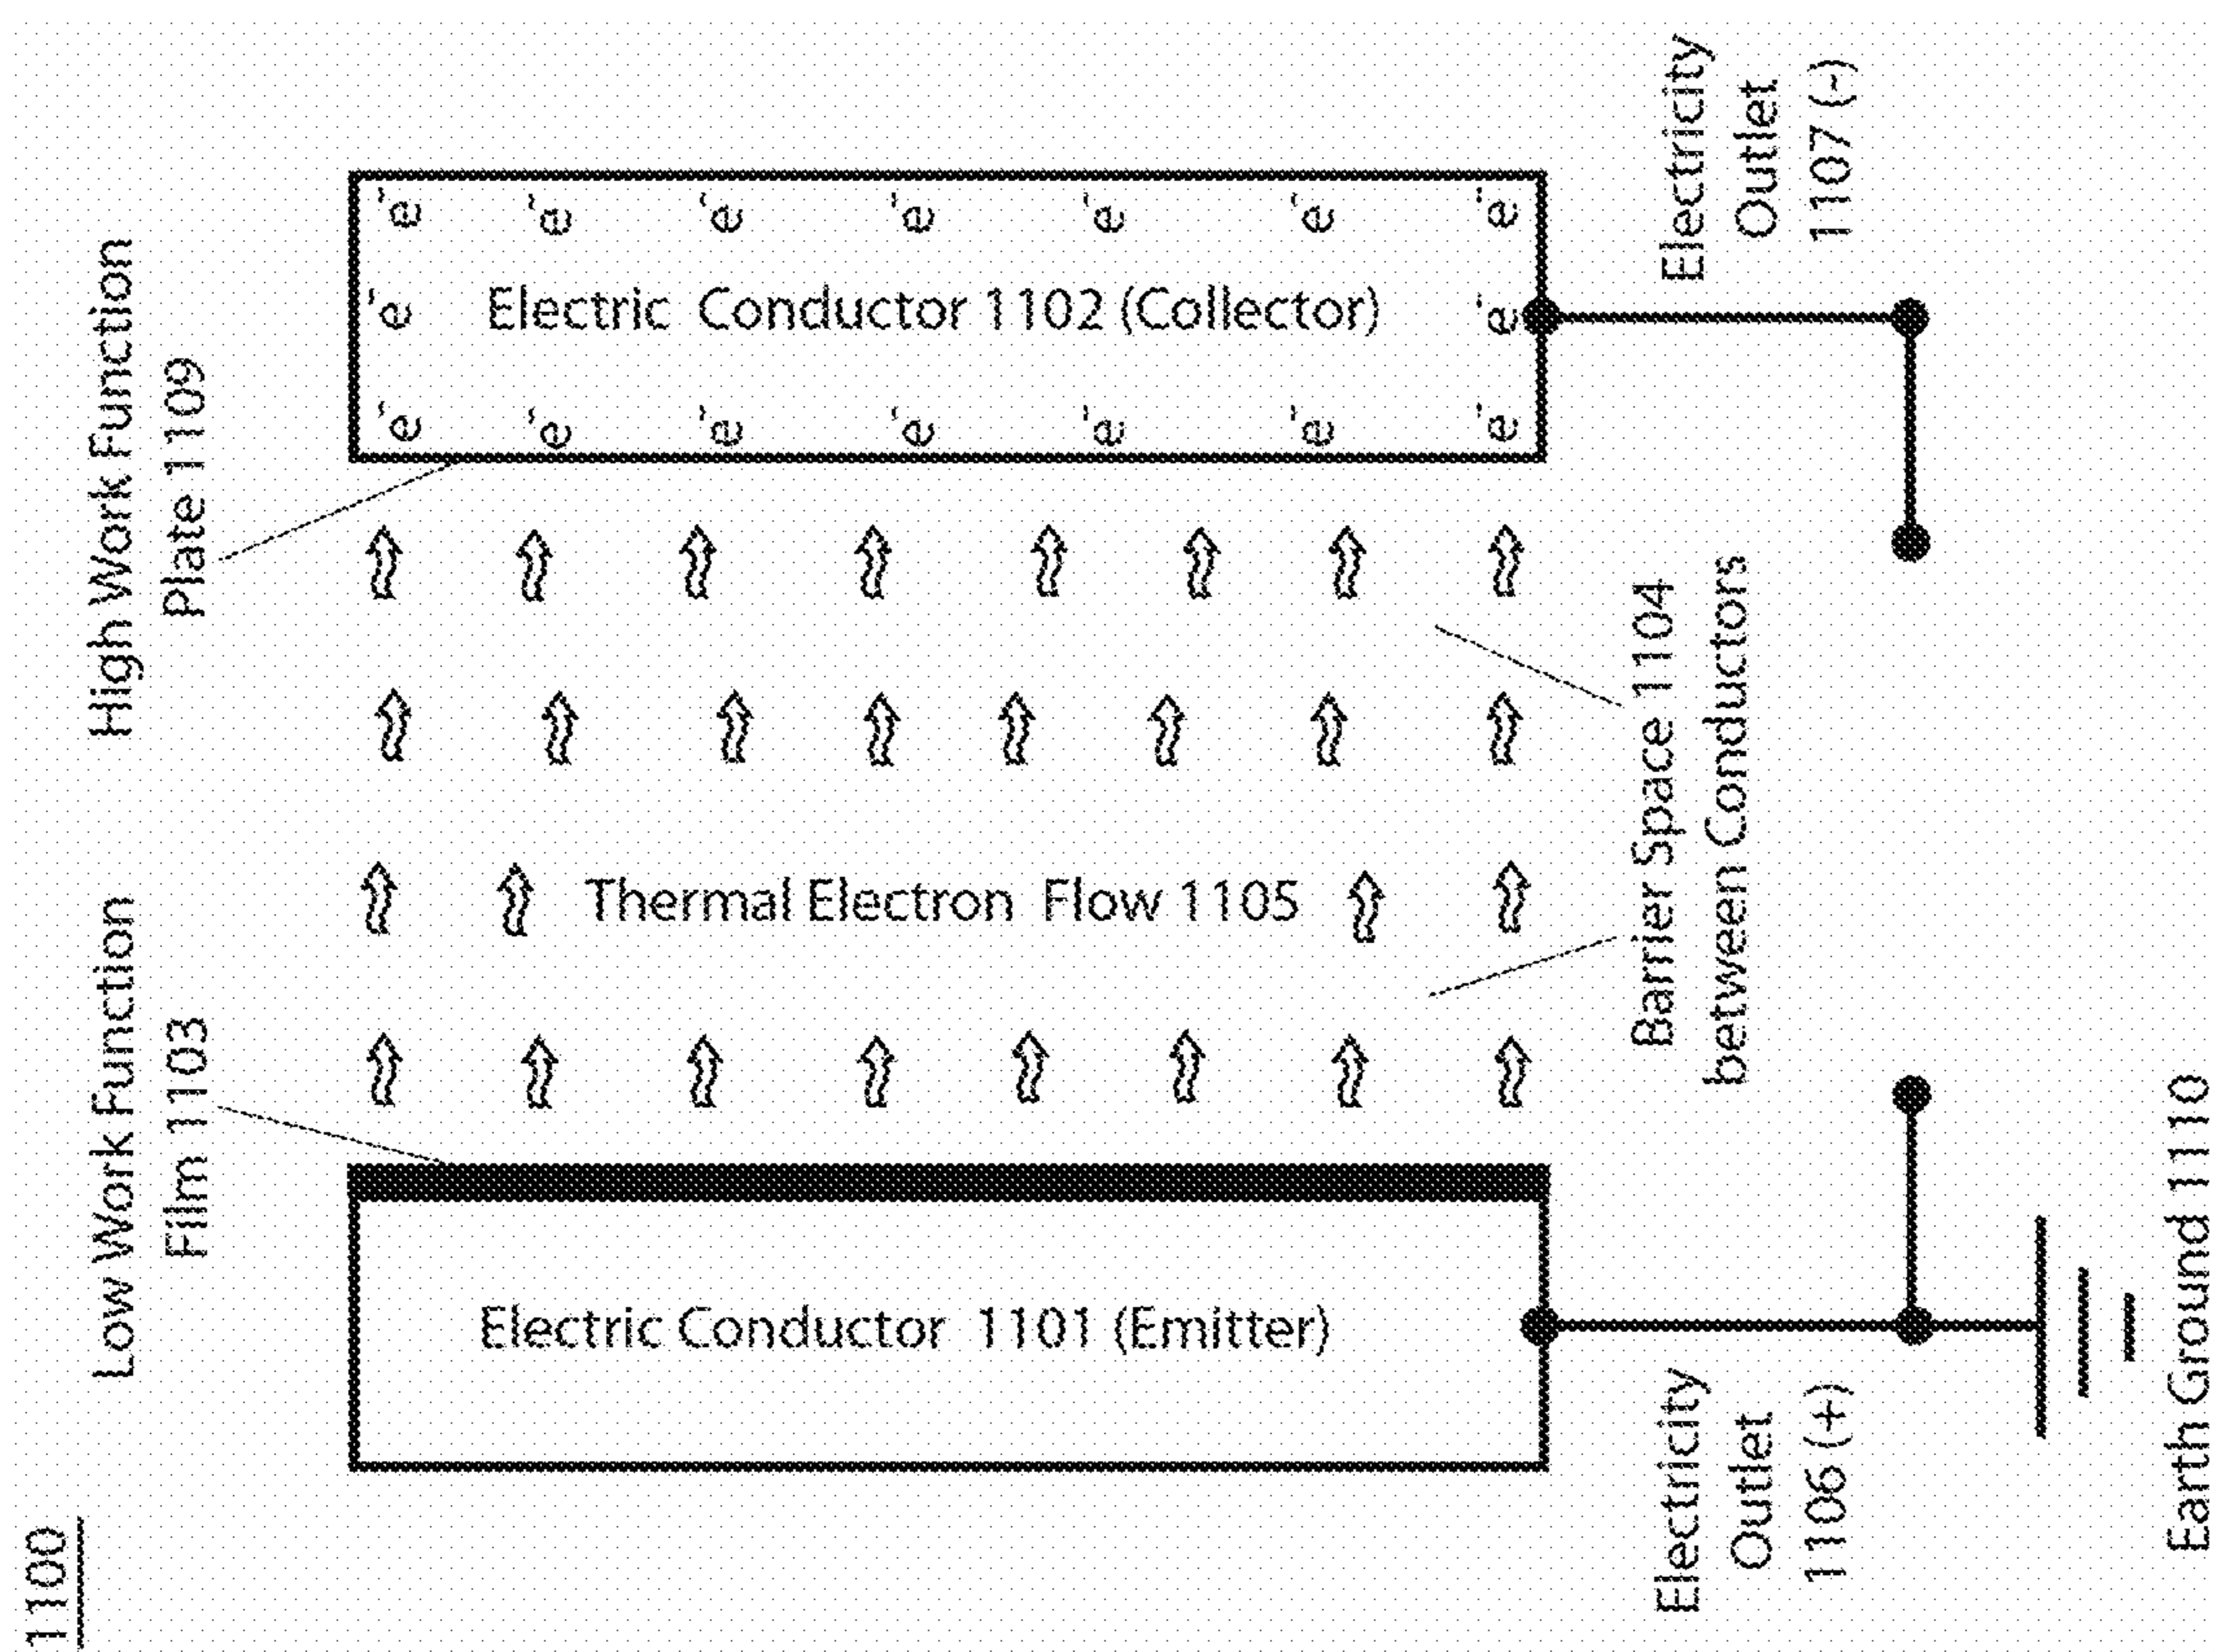 1100
Low Work Function
Film 1103
High Work Function
Plate 1109
Electric Conductor 1101 (Emitter)
Thermal Electron Flow 1105
e⁻ e⁻ e⁻
e⁻ e⁻
e⁻ e⁻
e⁻ e⁻
e⁻ e⁻
e⁻ e⁻
e⁻ e⁻ e⁻
Electric Conductor 1102 (Collector)
Barrier Space 1104
between Conductors
Electricity
Outlet
1106 (+)
Electricity
Outlet
1107 (-)
Earth Ground 1110